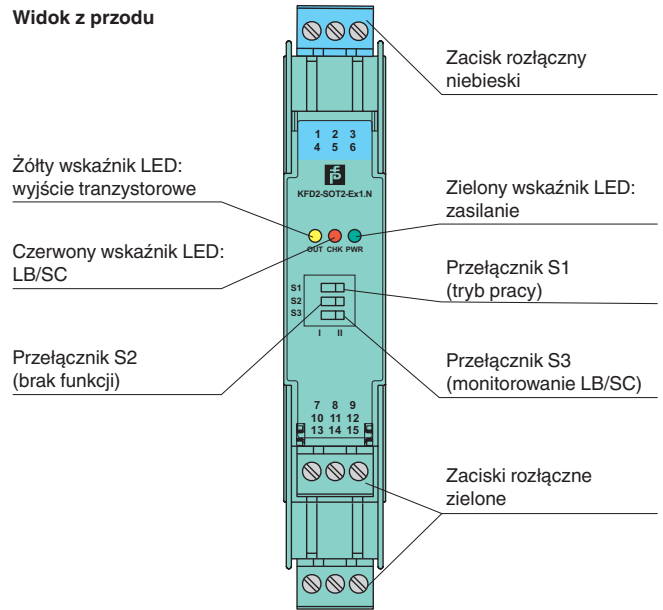 Widok z przodu
Zacisk rozłączny
niebieski
1 2 3
4 5 6
KFD2-SOT2-Ex1.N
Żółty wskaźnik LED:
wyjście tranzystorowe
Zielony wskaźnik LED:
zasilanie
OUT CHK PWR
Czerwony wskaźnik LED:
LB/SC
Przełącznik S1
(tryb pracy)
S1
S2
S3
I II
Przełącznik S2
(brak funkcji)
Przełącznik S3
(monitorowanie LB/SC)
7 8 9
10 11 12
13 14 15
Zaciski rozłączne
zielone